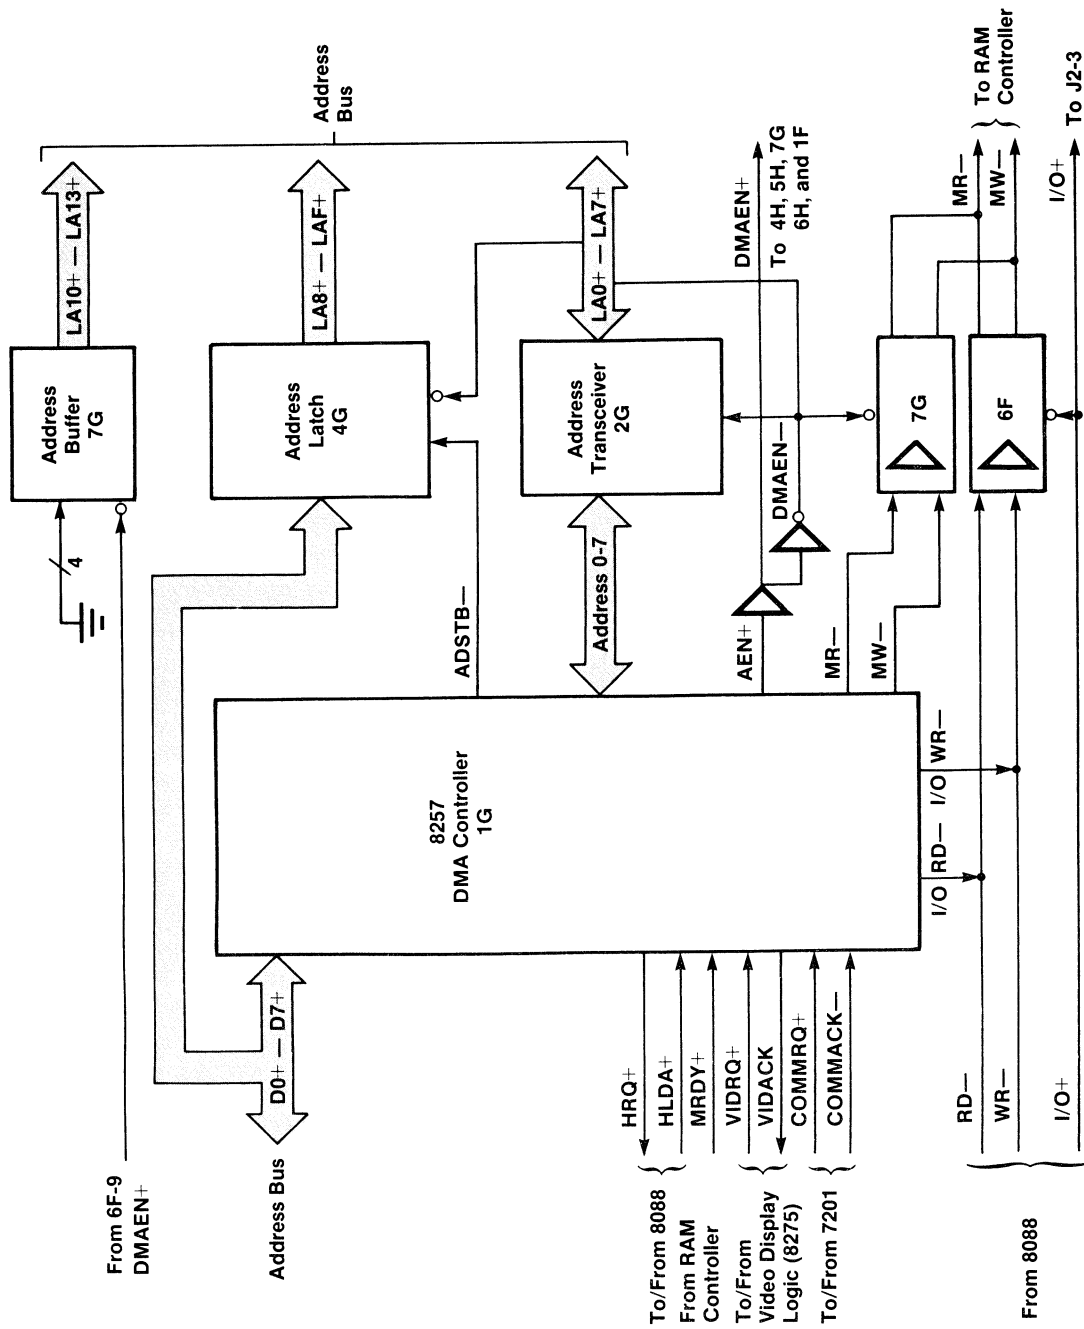 From 6F-9
DMAEN+
4
Address
Buffer
7G
LA10+ — LA13+
Address Bus
D0+ — D7+
Address
Latch
4G
LA8+ — LAF+
Address
Bus
ADSTB—
8257
DMA Controller
1G
Address 0-7
Address
Transceiver
2G
LA0+ — LA7+
HRQ+
HLDA+
MRDY+
VIDRQ+
VIDACK
COMMRQ+
COMMACK—
To/From 8088
From RAM
Controller
To/From
Video Display
Logic (8275)
To/From 7201
AEN+
DMAEN—
DMAEN+
To 4H, 5H, 7G
6H, and 1F
MR—
MW—
7G
6F
MR—
MW—
To RAM
Controller
I/O RD—
I/O WR—
RD—
WR—
I/O+
From 8088
I/O+
To J2-3